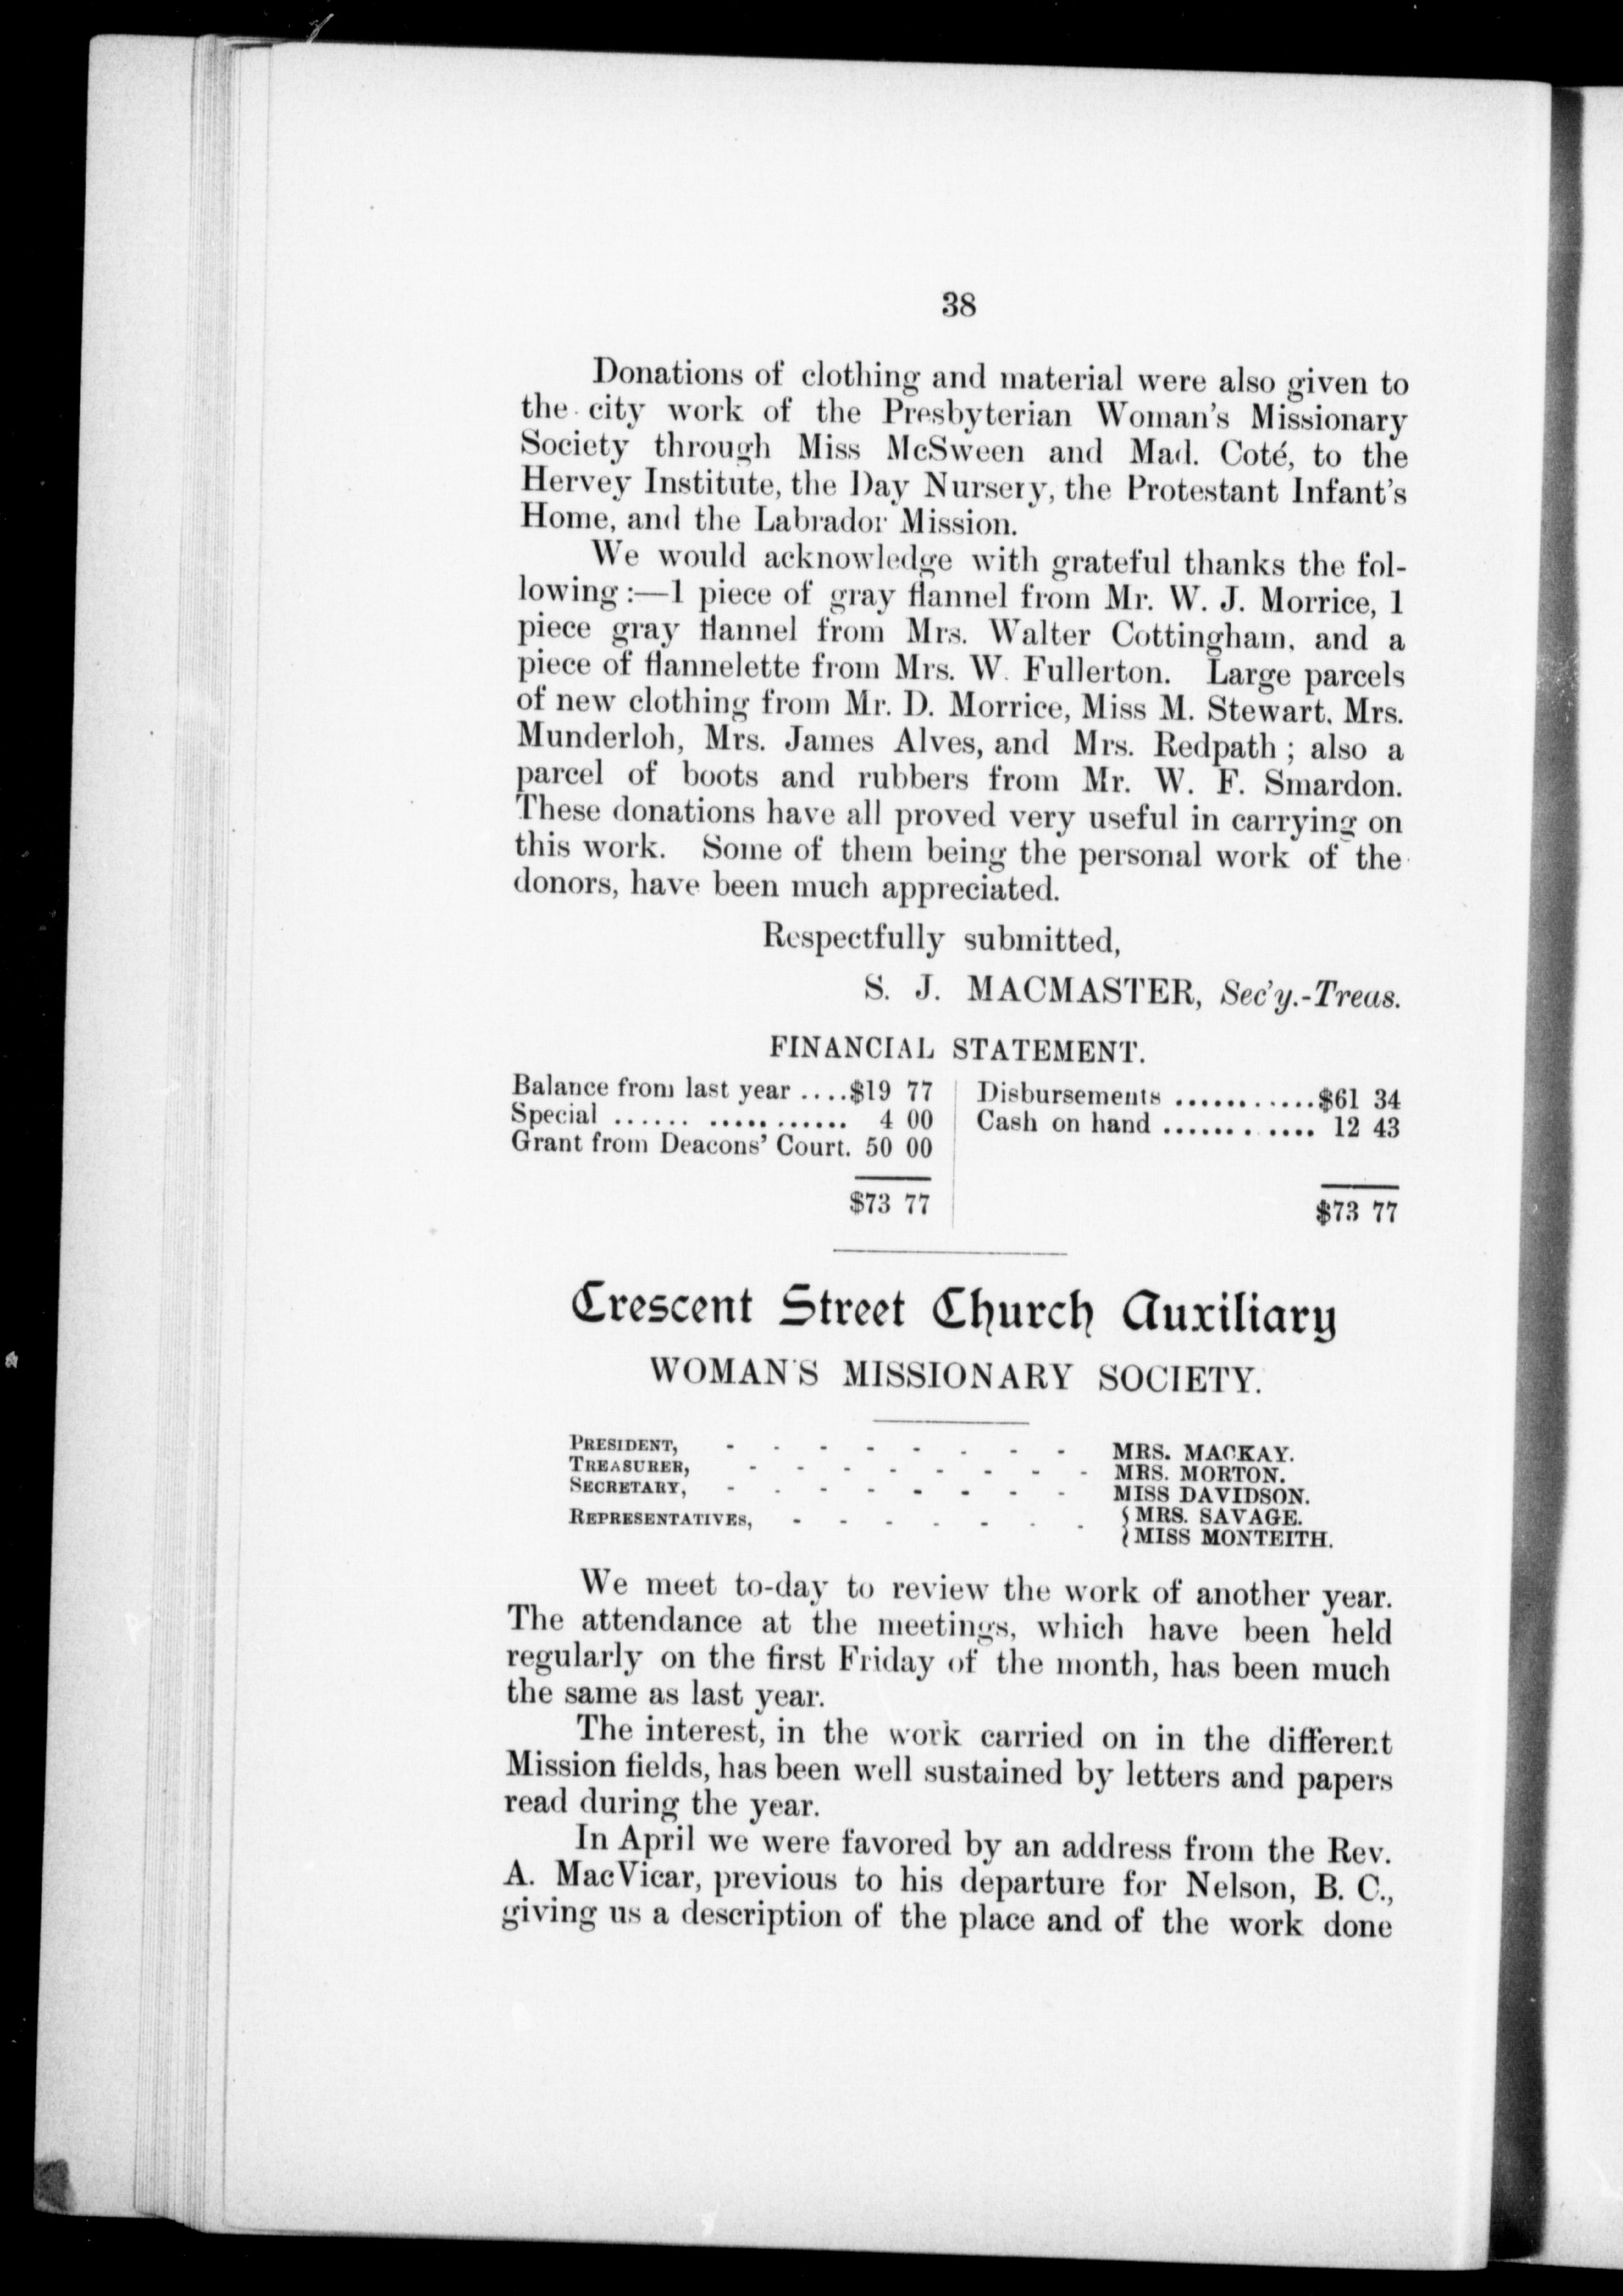 38
Donations of clothing and material were also given to
the city work of the Presbyterian Woman's Missionary
Society through Miss McSween and Mad. Coté, to the
Hervey Institute, the Day Nursery, the Protestant Infant's
Home, and the Labrador Mission.
We would acknowledge with grateful thanks the fol-
lowing :—1 piece of gray flannel from Mr. W. J. Morrice, 1
piece gray flannel from Mrs. Walter Cottingham, and a
piece of flannelette from Mrs. W. Fullerton. Large parcels
of new clothing from Mr. D. Morrice, Miss M. Stewart, Mrs.
Munderloh, Mrs. James Alves, and Mrs. Redpath ; also a
parcel of boots and rubbers from Mr. W. F. Smardon.
These donations have all proved very useful in carrying on
this work. Some of them being the personal work of the
donors, have been much appreciated.
Respectfully submitted,
S. J. MACMASTER, Sec'y.-Treas.
FINANCIAL STATEMENT.
Balance from last year ....$19 77
Special ...... ........... 4 00
Grant from Deacons' Court. 50 00
$73 77
Disbursements ...........$61 34
Cash on hand ....... .... 12 43
$73 77
Crescent Street Church Auxiliary
WOMAN'S MISSIONARY SOCIETY.
PRESIDENT, - - - - - - - - MRS. MACKAY.
TREASURER, - - - - - - - - MRS. MORTON.
SECRETARY, - - - - - - - - MISS DAVIDSON.
REPRESENTATIVES, - - - - - - - { MRS. SAVAGE.
{ MISS MONTEITH.
We meet to-day to review the work of another year.
The attendance at the meetings, which have been held
regularly on the first Friday of the month, has been much
the same as last year.
The interest, in the work carried on in the different
Mission fields, has been well sustained by letters and papers
read during the year.
In April we were favored by an address from the Rev.
A. MacVicar, previous to his departure for Nelson, B. C.,
giving us a description of the place and of the work done